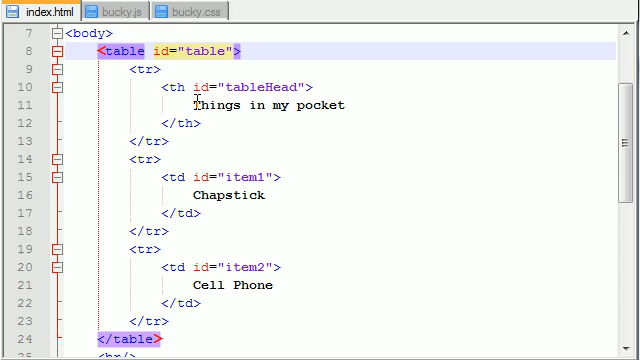 index.html bucky.js bucky.css
7 <body>
8 <table id="table">
9 <tr>
10 <th id="tableHead">
11 Things in my pocket
12 </th>
13 </tr>
14 <tr>
15 <td id="item1">
16 Chapstick
17 </td>
18 </tr>
19 <tr>
20 <td id="item2">
21 Cell Phone
22 </td>
23 </tr>
24 </table>
25 <br/>